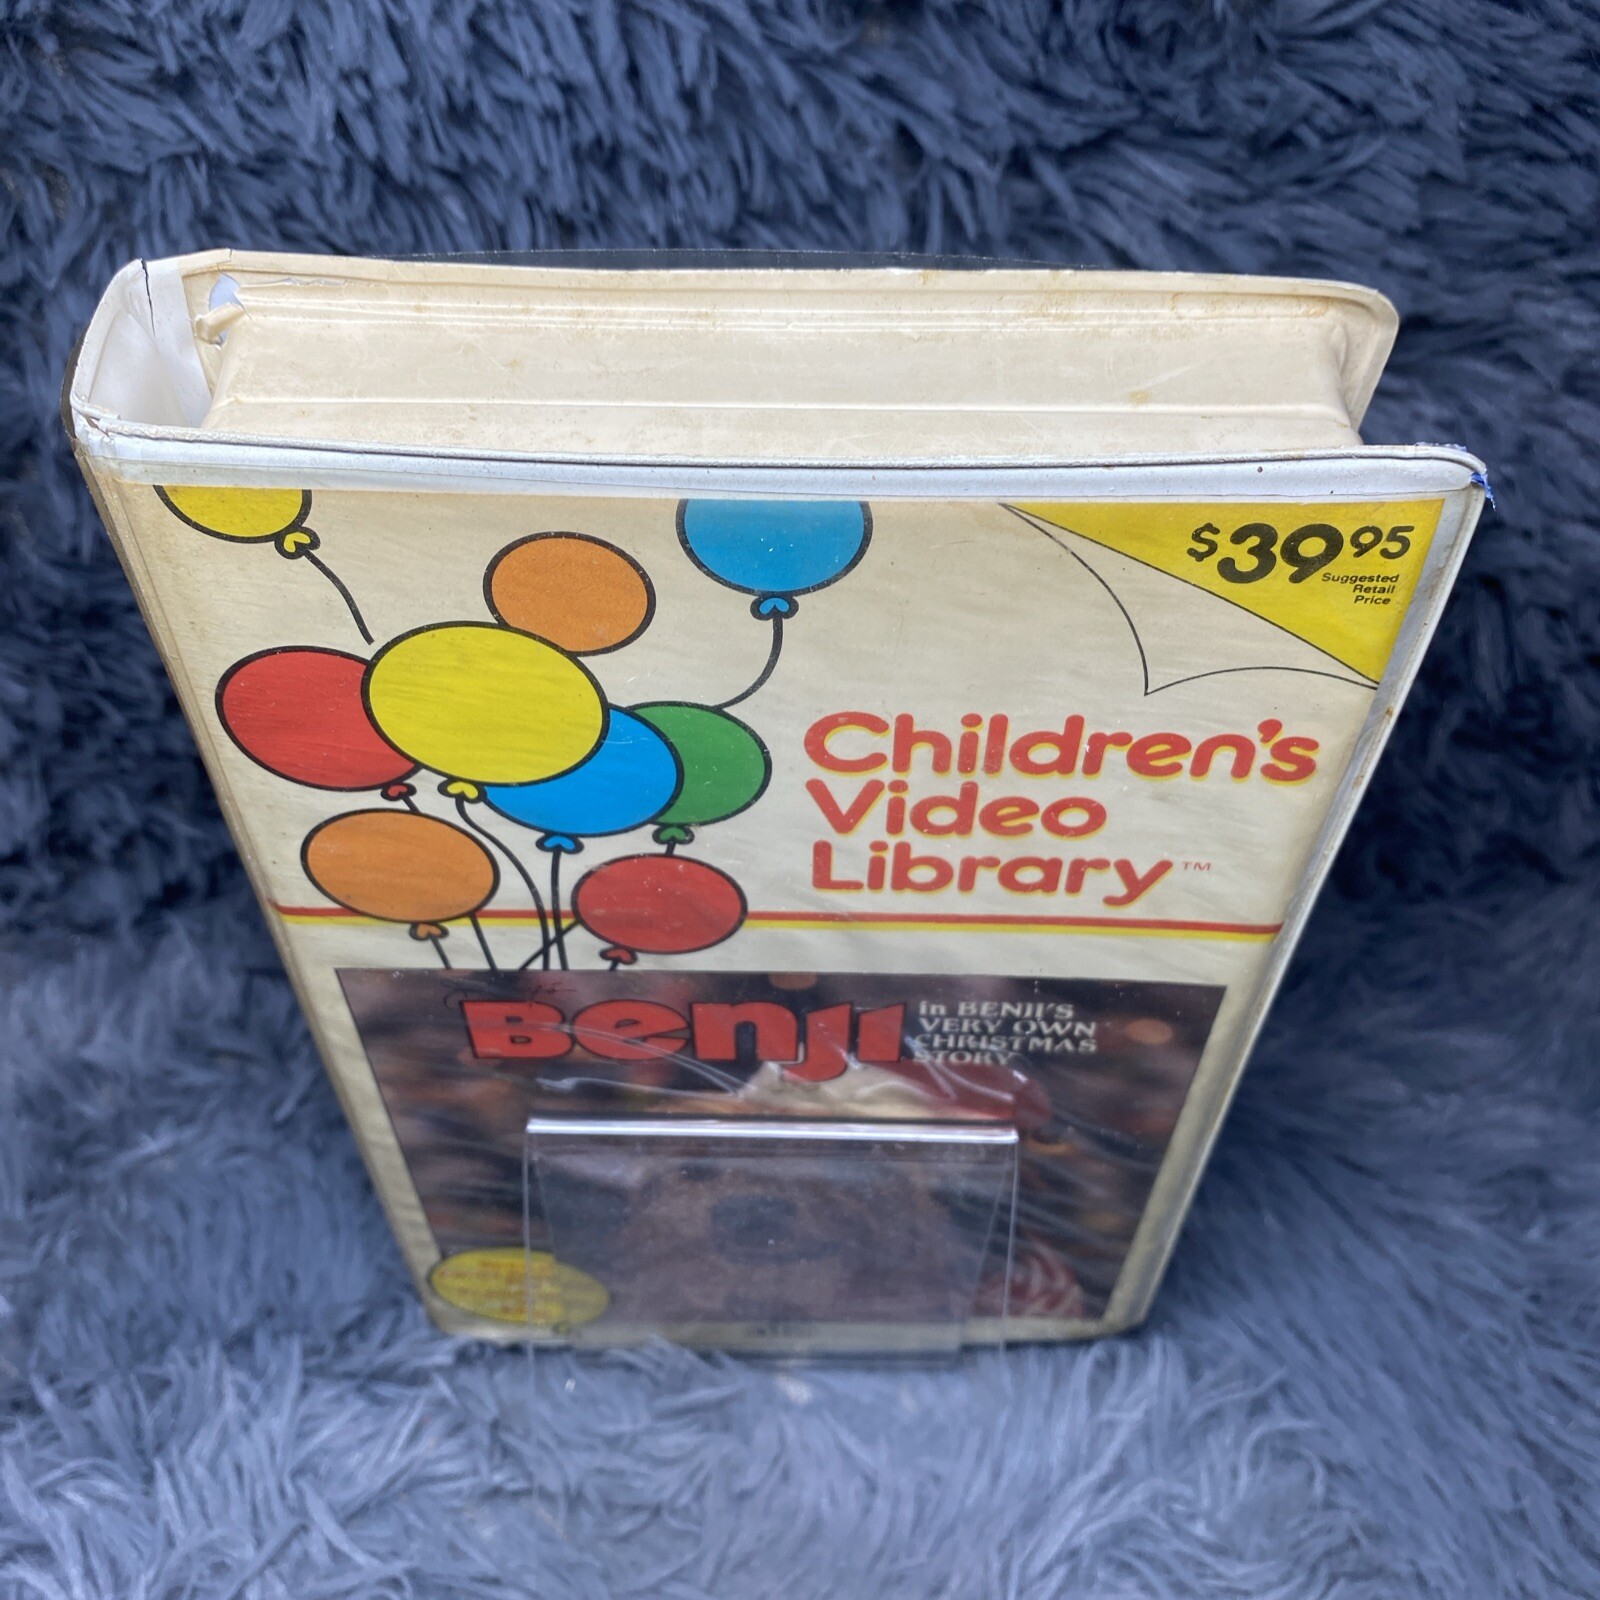 $39 95
Suggested
Retail
Price
Children's
Video
Library™
Benji
in BENJI'S
VERY OWN
CHRISTMAS
STORY